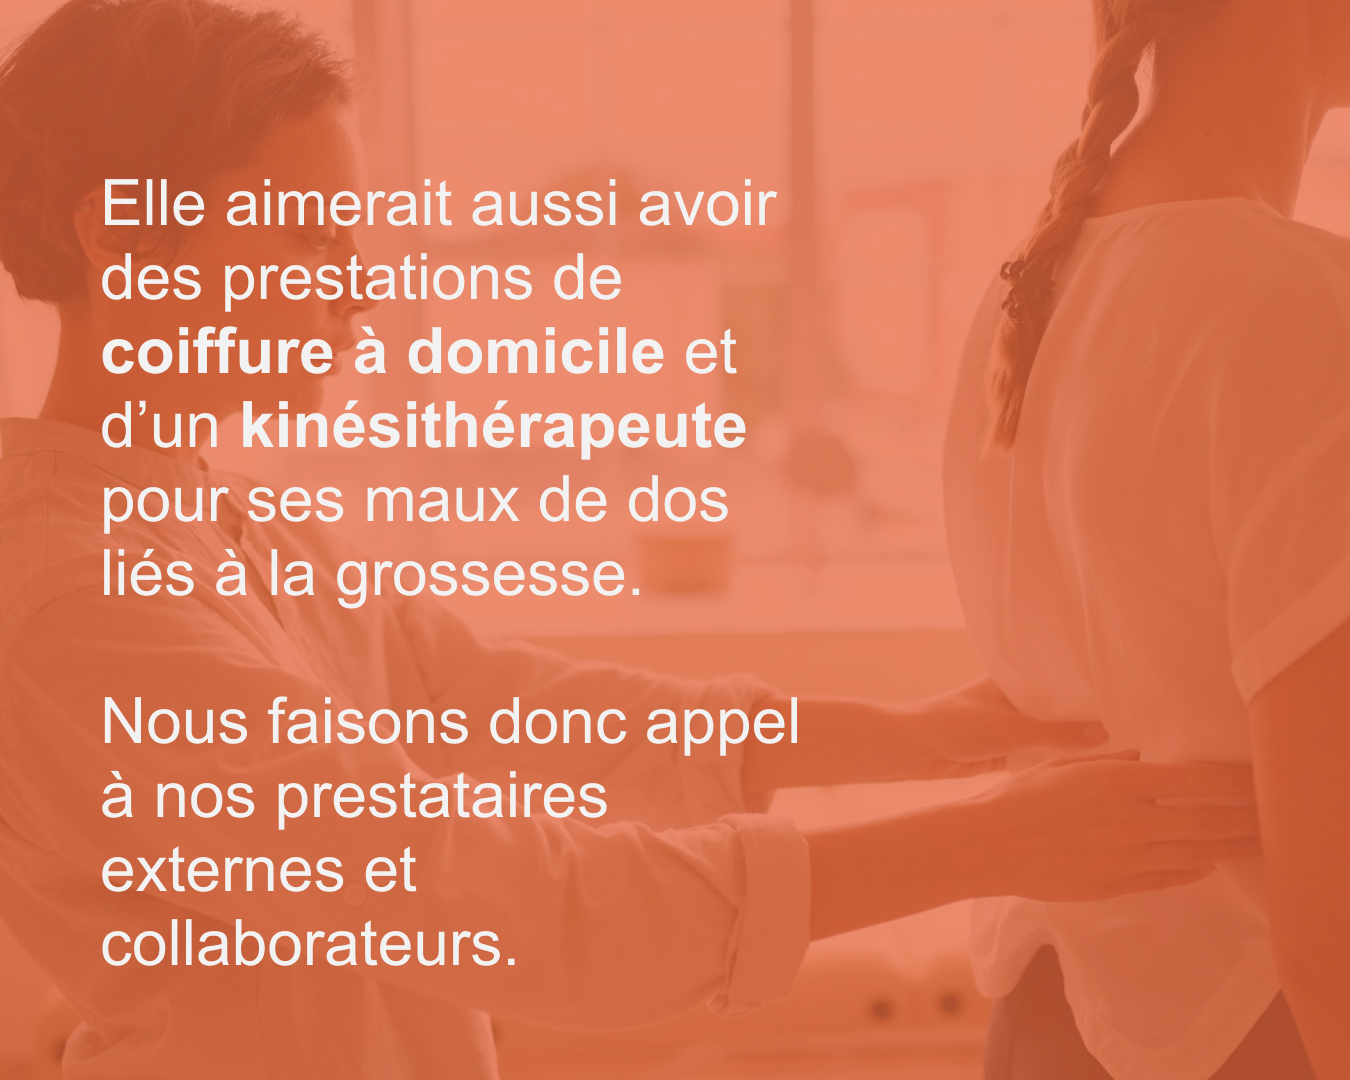 Elle aimerait aussi avoir
des prestations de
coiffure à domicile et
d’un kinésithérapeute
pour ses maux de dos
liés à la grossesse.
Nous faisons donc appel
à nos prestataires
externes et
collaborateurs.